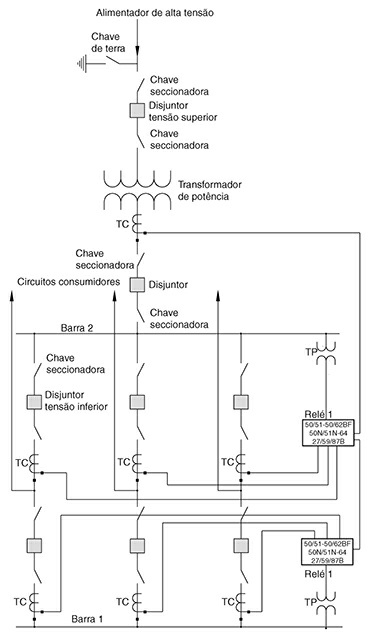 Alimentador de alta tensão
Chave
de terra
Chave
seccionadora
Disjuntor
tensão superior
Chave
seccionadora
Transformador
de potência
TC
Chave
seccionadora
Circuitos consumidores
Disjuntor
Chave
seccionadora
Barra 2
Chave
seccionadora
TP
Disjuntor
tensão inferior
Relé 1
50/51-50/62BF
50N/51N-64
27/59/87B
TC
TC
TC
50/51-50/62BF
50N/51N-64
27/59/87B
Relé 1
TC
TC
TC
TP
Barra 1